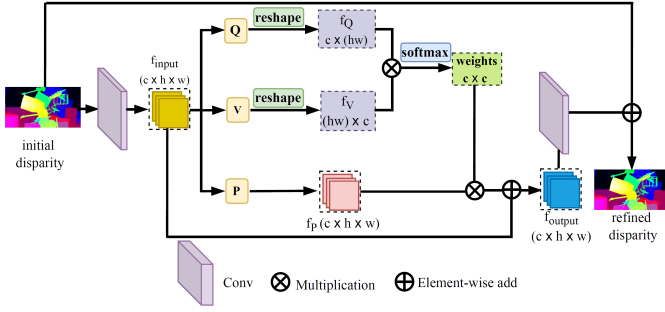 reshape
f_Q
c × (hw)
Q
softmax
f_input
(c × h × w)
weights
c × c
reshape
V
f_V
(hw) × c
initial
disparity
P
f_P (c × h × w)
f_output
(c × h × w)
refined
disparity
Conv
Multiplication
Element-wise add